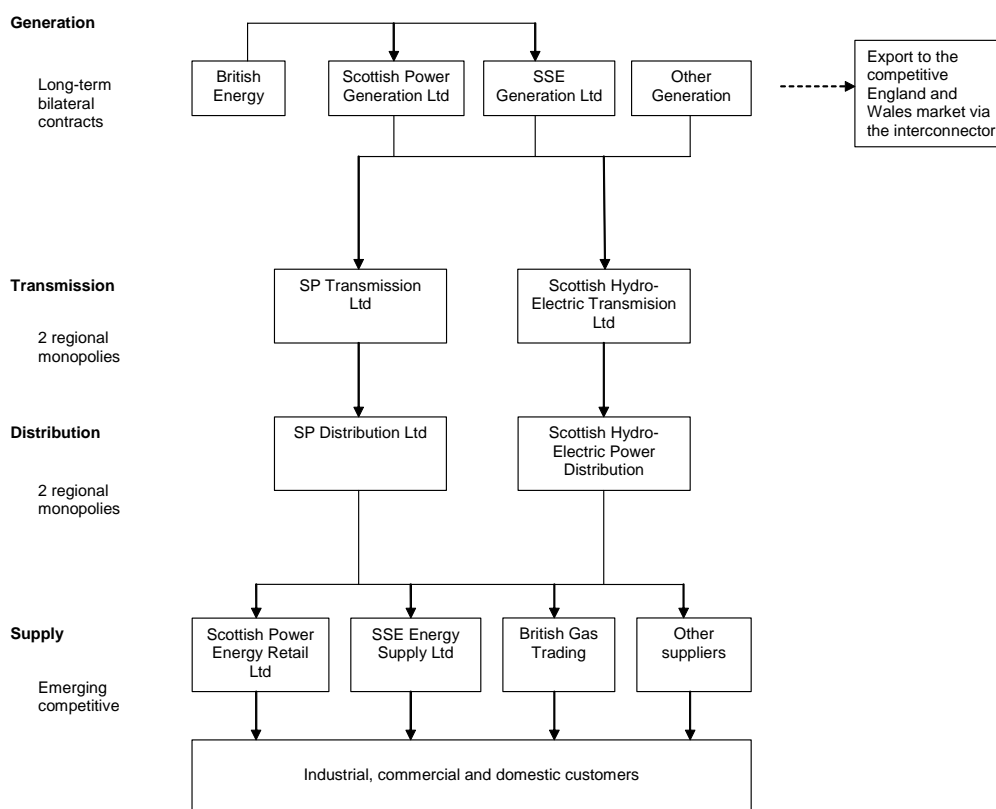 Generation
Long-term
bilateral
contracts
British
Energy
Scottish Power
Generation Ltd
SSE
Generation Ltd
Other
Generation
Export to the
competitive
England and
Wales market via
the interconnector
Transmission
2 regional
monopolies
SP Transmission
Ltd
Scottish Hydro-
Electric Transmision
Ltd
Distribution
2 regional
monopolies
SP Distribution Ltd
Scottish Hydro-
Electric Power
Distribution
Supply
Emerging
competitive
Scottish Power
Energy Retail
Ltd
SSE Energy
Supply Ltd
British Gas
Trading
Other
suppliers
Industrial, commercial and domestic customers